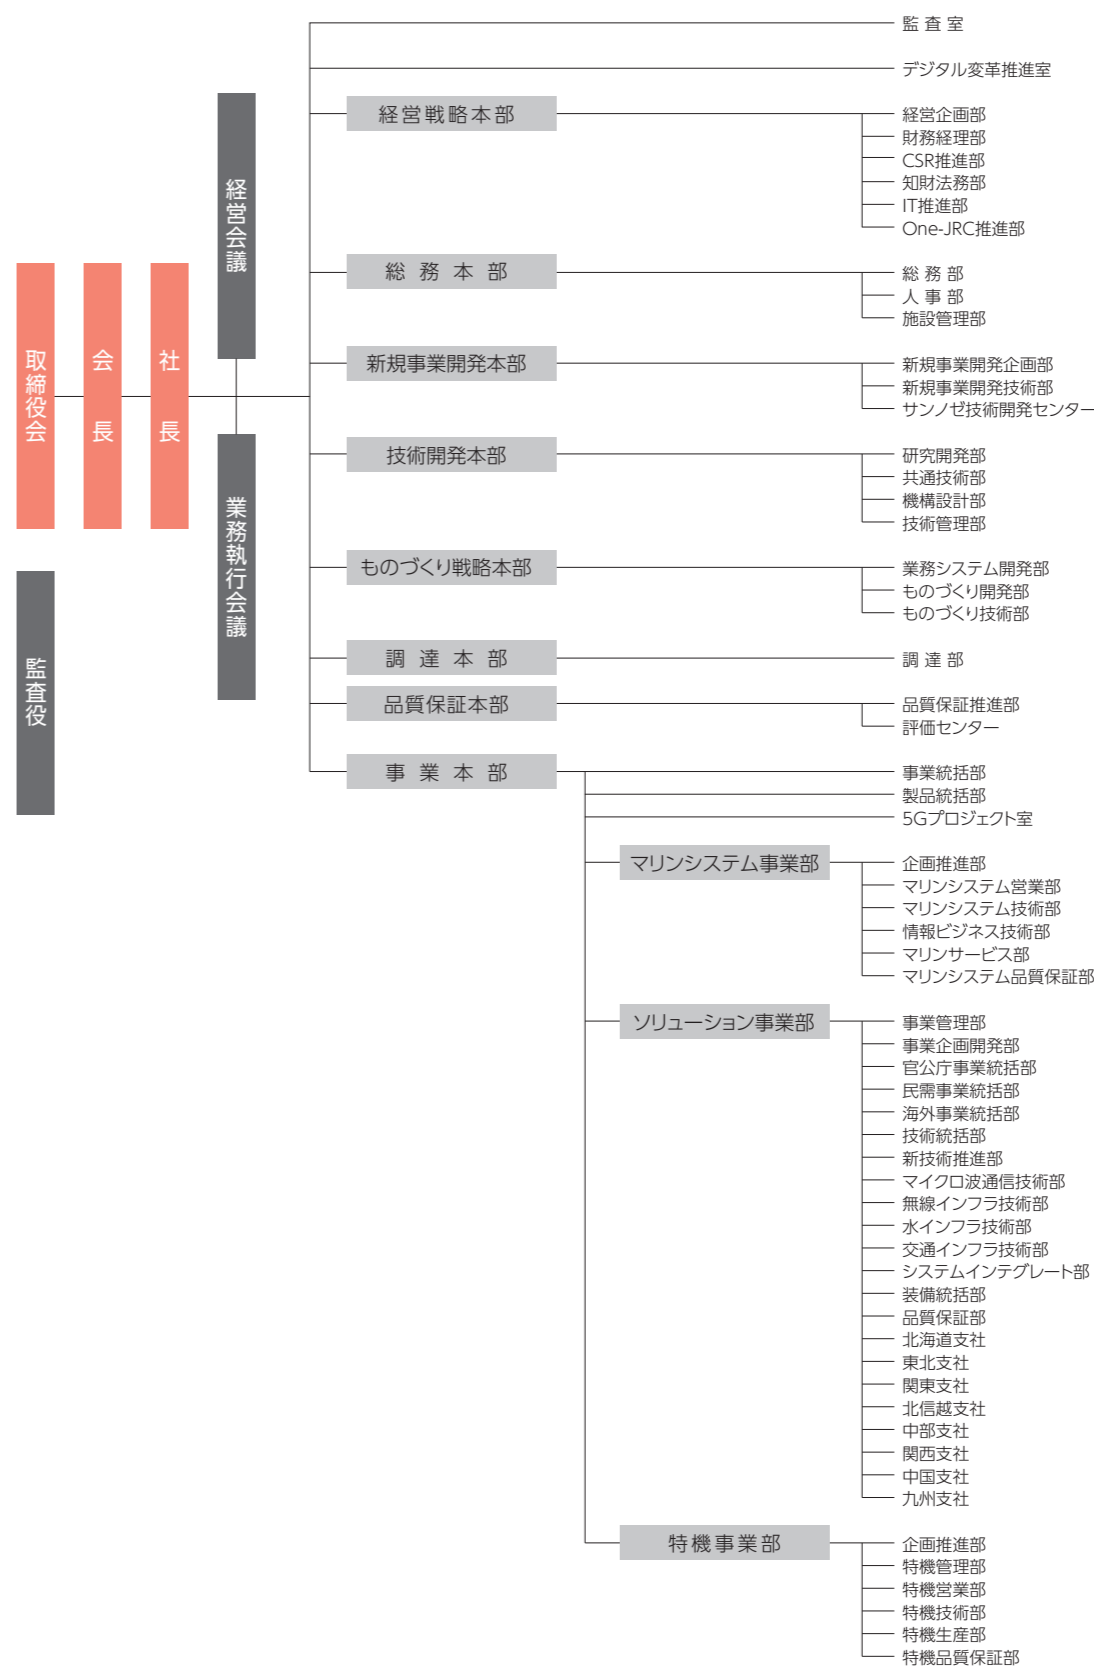 取締役会
会長
社長
監査役
経営会議
業務執行会議
監査室
デジタル変革推進室
経営戦略本部
経営企画部
財務経理部
CSR推進部
知財法務部
IT推進部
One-JRC推進部
総務本部
総務部
人事部
施設管理部
新規事業開発本部
新規事業開発企画部
新規事業開発技術部
サンノゼ技術開発センター
技術開発本部
研究開発部
共通技術部
機構設計部
技術管理部
ものづくり戦略本部
業務システム開発部
ものづくり開発部
ものづくり技術部
調達本部
調達部
品質保証本部
品質保証推進部
評価センター
事業本部
事業統括部
製品統括部
5Gプロジェクト室
マリンシステム事業部
企画推進部
マリンシステム営業部
マリンシステム技術部
情報ビジネス技術部
マリンサービス部
マリンシステム品質保証部
ソリューション事業部
事業管理部
事業企画開発部
官公庁事業統括部
民需事業統括部
海外事業統括部
技術統括部
新技術推進部
マイクロ波通信技術部
無線インフラ技術部
水インフラ技術部
交通インフラ技術部
システムインテグレート部
装備統括部
品質保証部
北海道支社
東北支社
関東支社
北信越支社
中部支社
関西支社
中国支社
九州支社
特機事業部
企画推進部
特機管理部
特機営業部
特機技術部
特機生産部
特機品質保証部